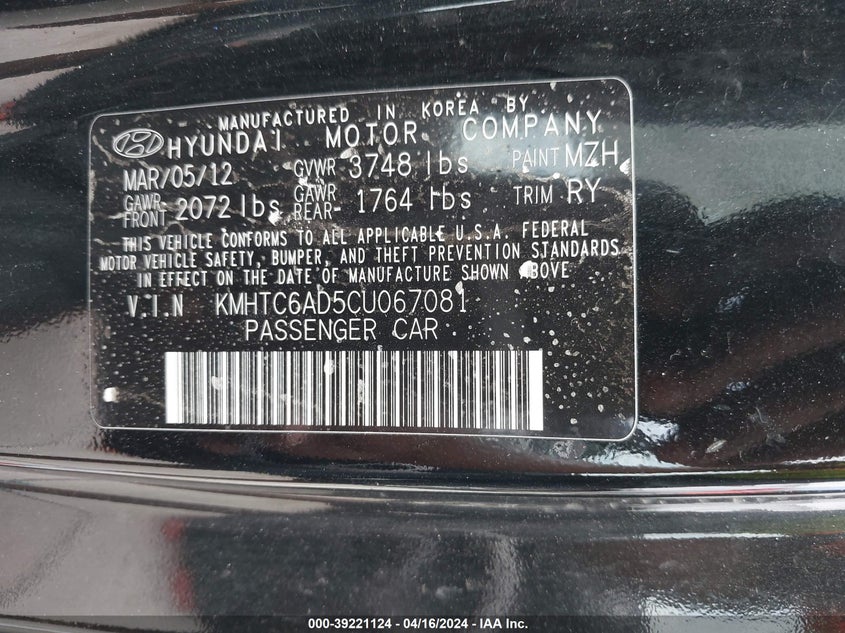 MANUFACTURED IN KOREA BY
HYUNDAI MOTOR COMPANY
MAR/05/12 GVWR 3748 lbs PAINT MZH
GAWR FRONT 2072 lbs GAWR REAR 1764 lbs TRIM RY
THIS VEHICLE CONFORMS TO ALL APPLICABLE U.S.A. FEDERAL
MOTOR VEHICLE SAFETY, BUMPER, AND THEFT PREVENTION STANDARDS
IN EFFECT ON THE DATE OF MANUFACTURE SHOWN ABOVE
V.I.N KMHTC6AD5CU067081
PASSENGER CAR
000-39221124 - 04/16/2024 - IAA Inc.